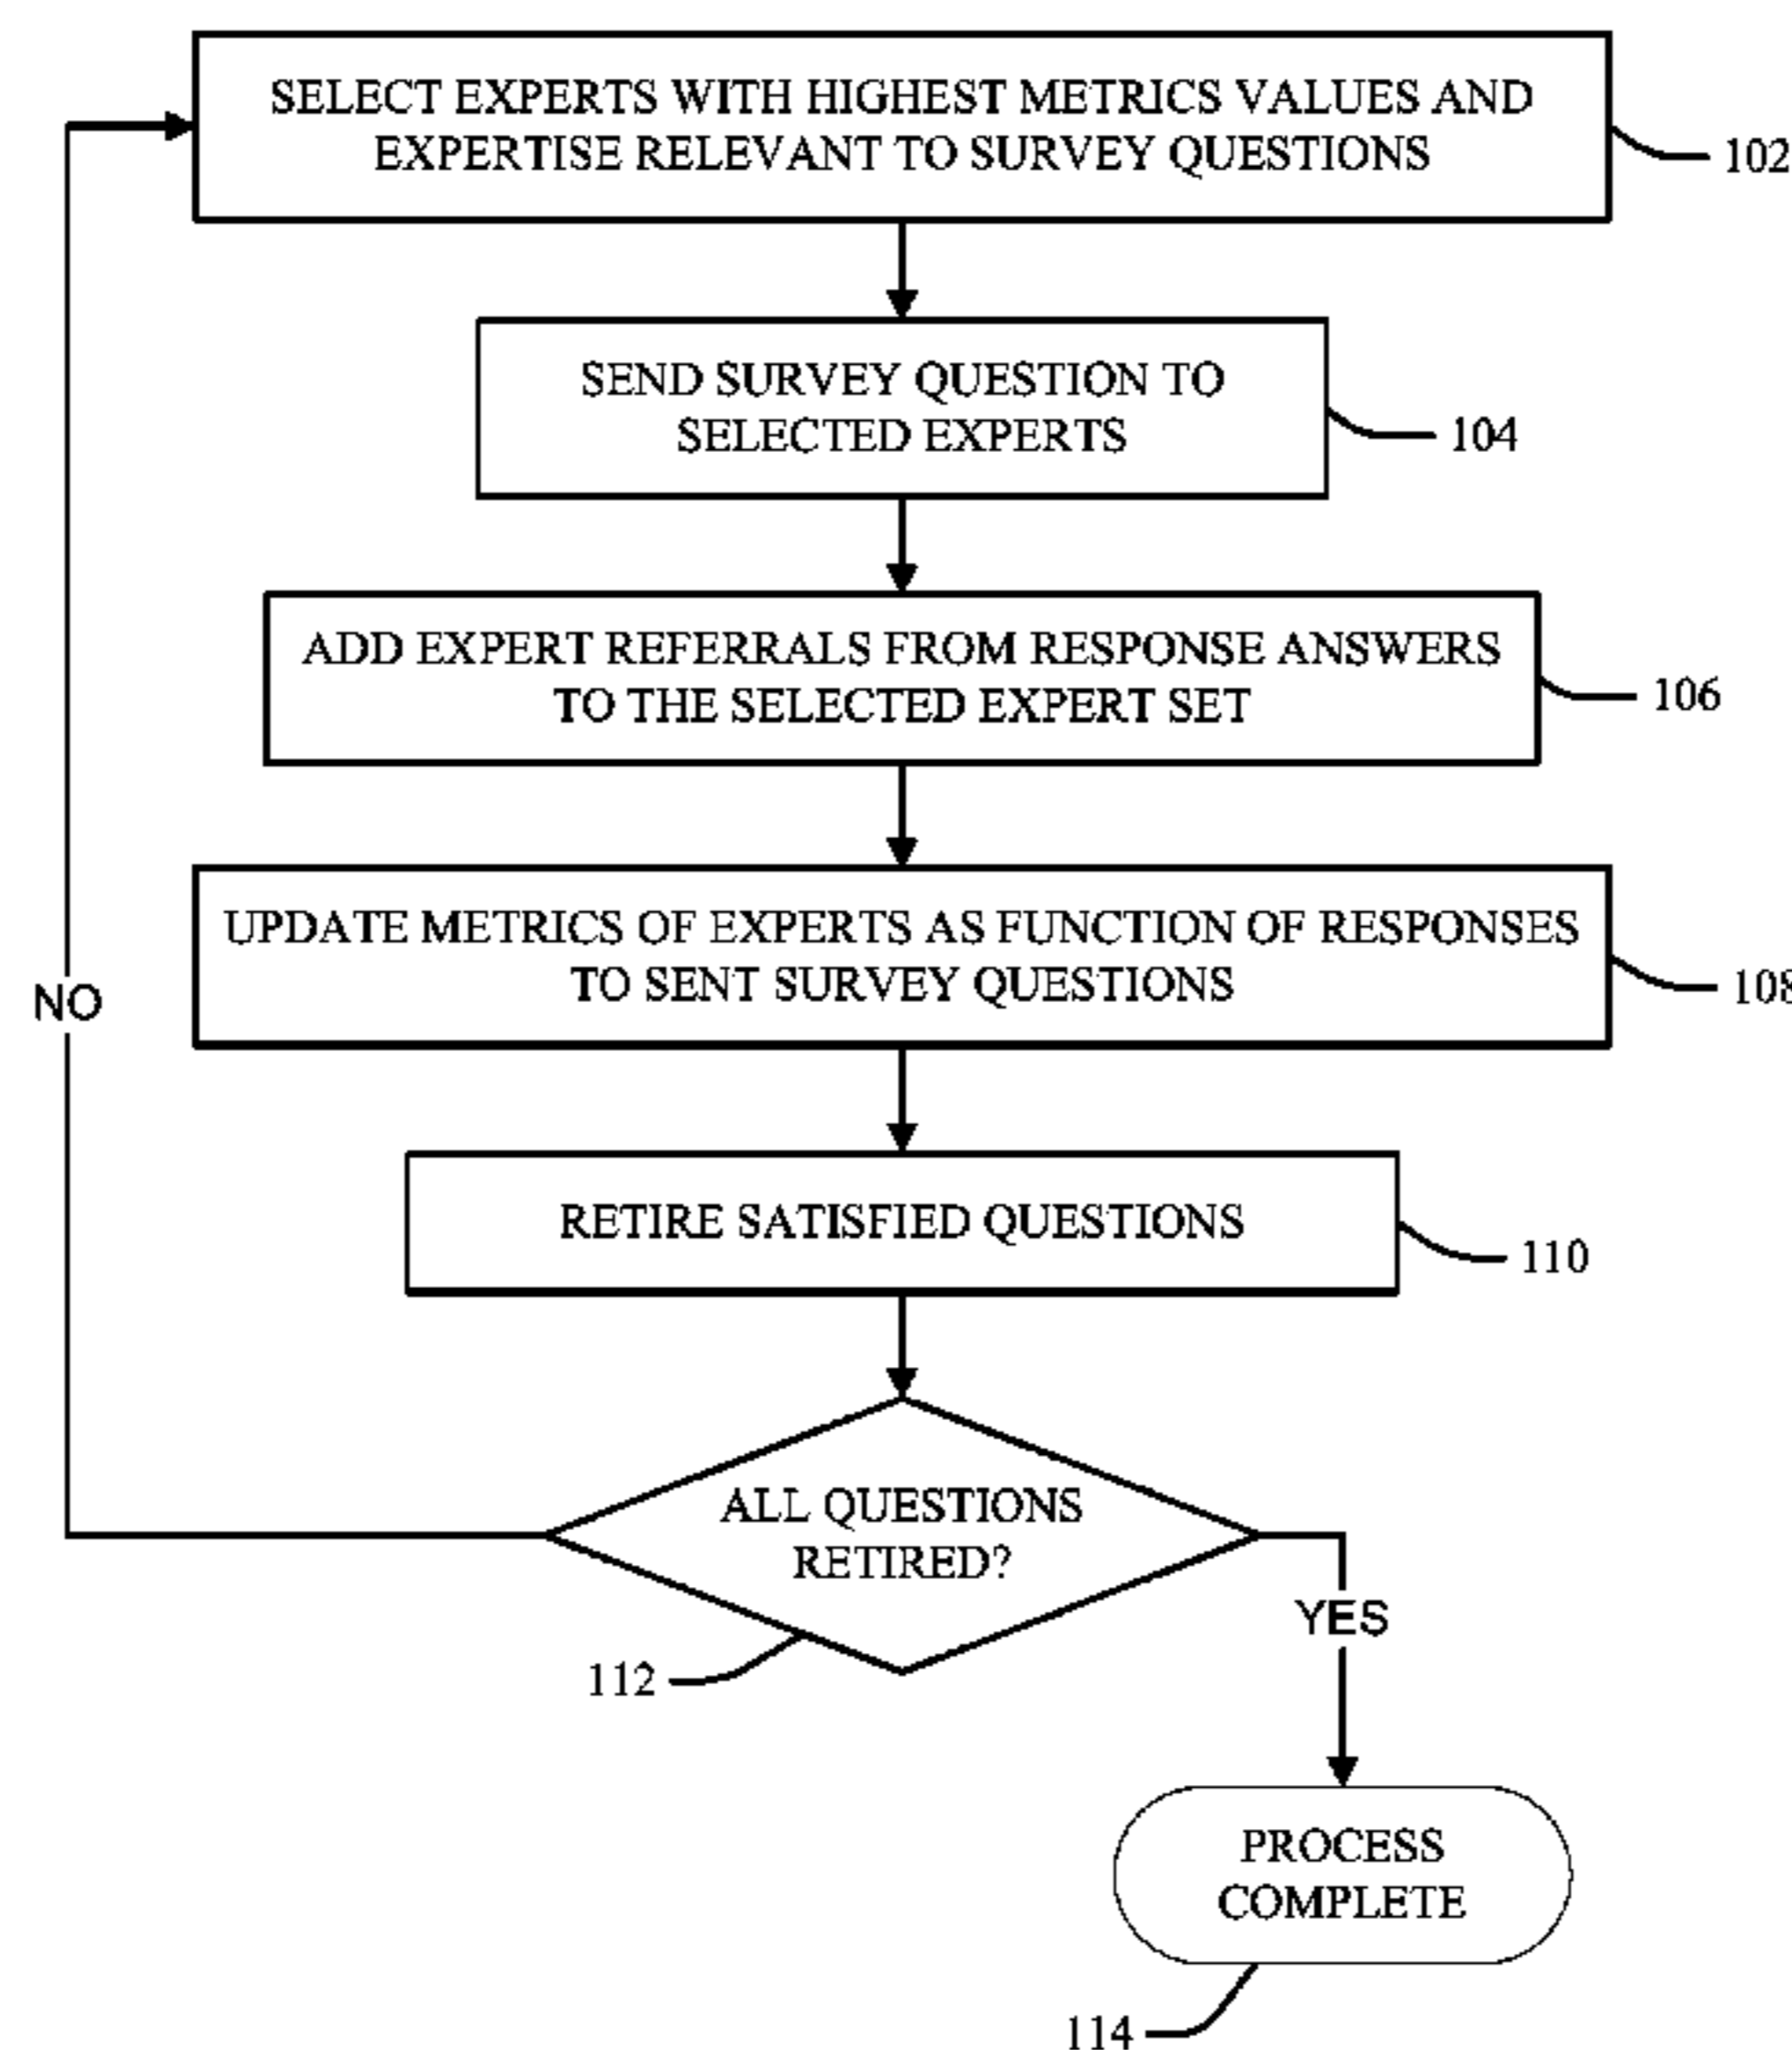 SELECT EXPERTS WITH HIGHEST METRICS VALUES AND
EXPERTISE RELEVANT TO SURVEY QUESTIONS
102
SEND SURVEY QUESTION TO
SELECTED EXPERTS
104
ADD EXPERT REFERRALS FROM RESPONSE ANSWERS
TO THE SELECTED EXPERT SET
106
UPDATE METRICS OF EXPERTS AS FUNCTION OF RESPONSES
TO SENT SURVEY QUESTIONS
108
NO
RETIRE SATISFIED QUESTIONS
110
ALL QUESTIONS
RETIRED?
YES
112
PROCESS
COMPLETE
114